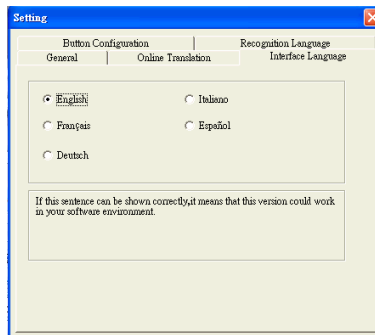 Setting
Button Configuration
Recognition Language
General
Online Translation
Interface Language
English
Italiano
Français
Español
Deutsch
If this sentence can be shown correctly,it means that this version could work
in your software environment.